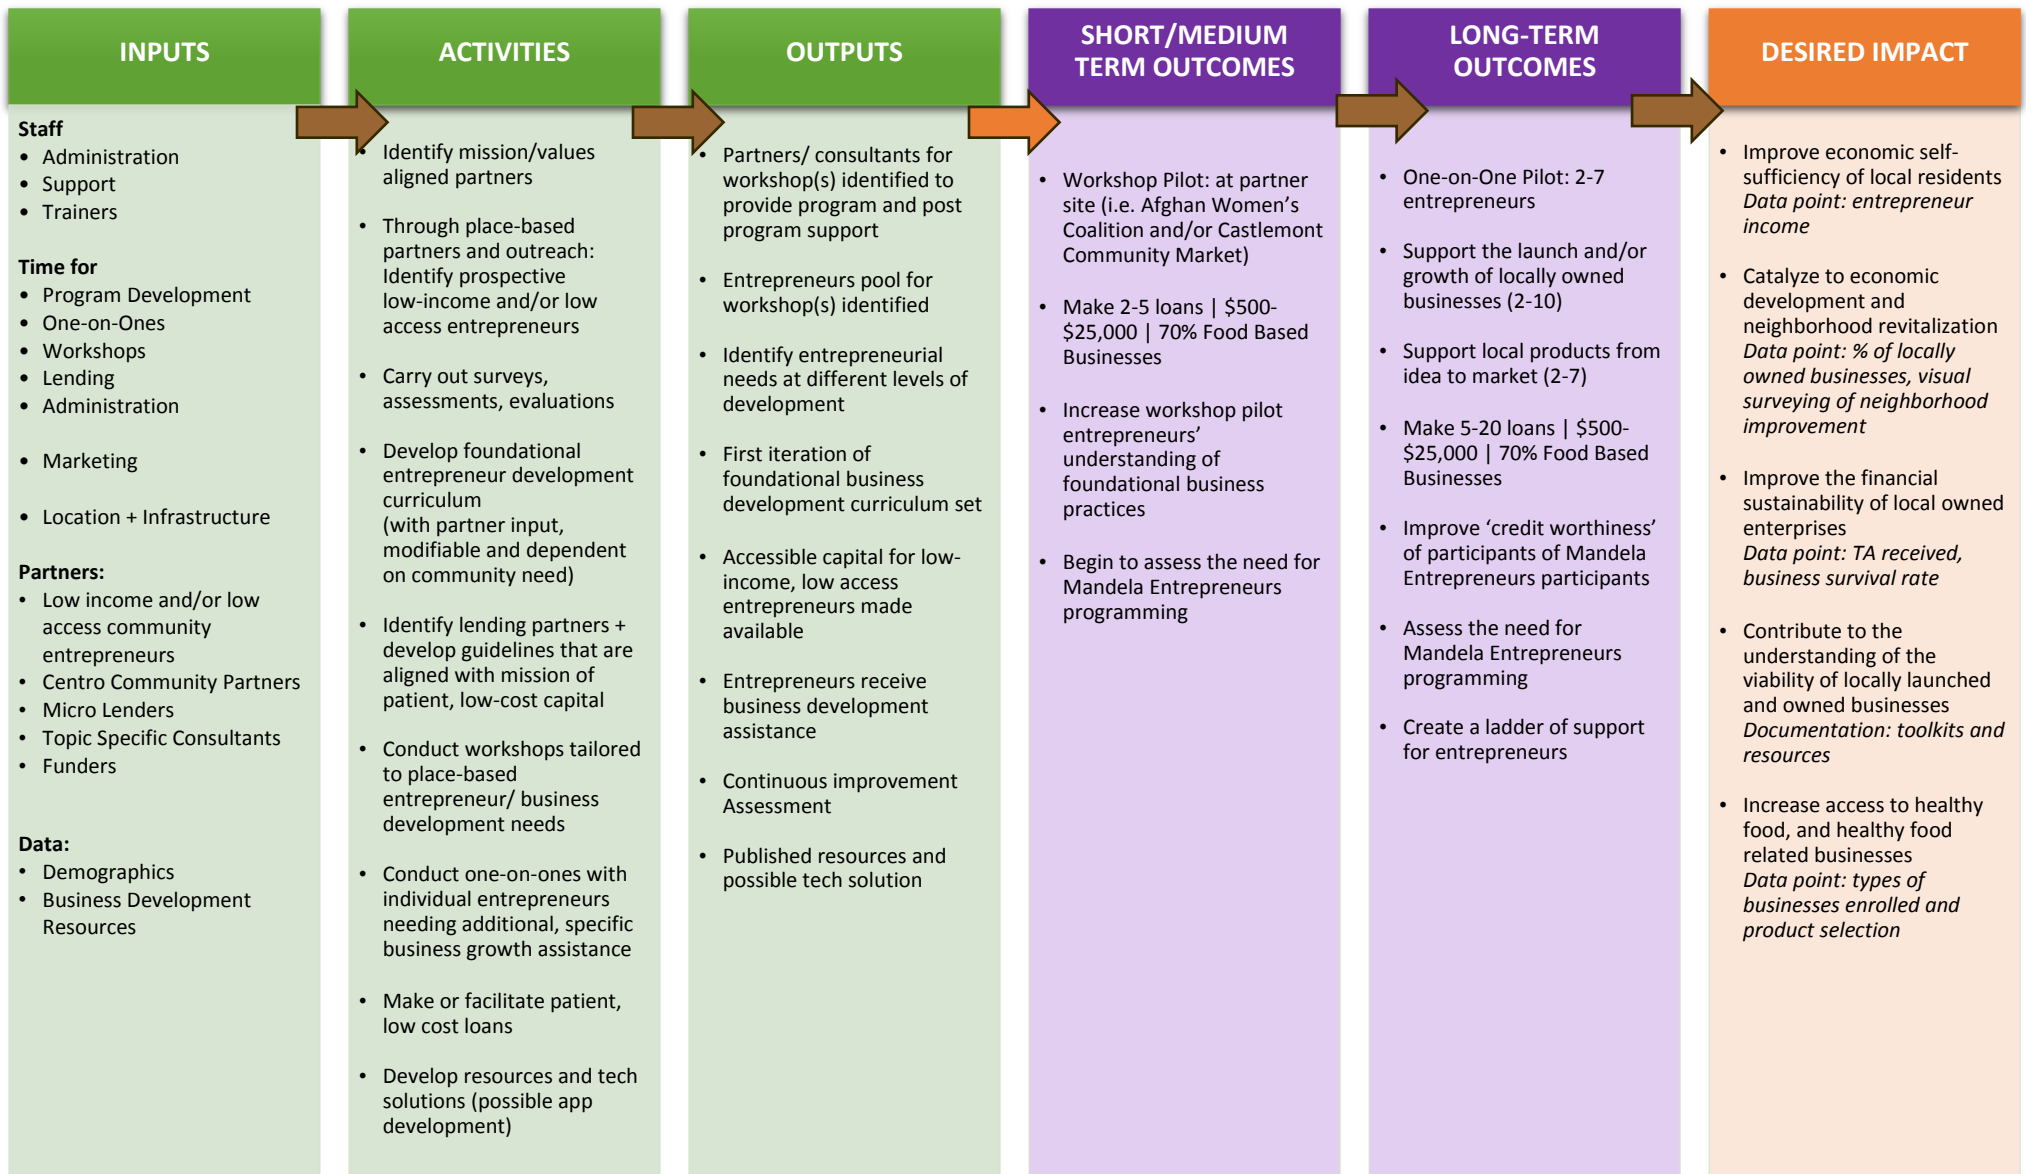 INPUTS
Staff
• Administration
• Support
• Trainers
Time for
• Program Development
• One-on-Ones
• Workshops
• Lending
• Administration
• Marketing
• Location + Infrastructure
Partners:
• Low income and/or low
access community
entrepreneurs
• Centro Community Partners
• Micro Lenders
• Topic Specific Consultants
• Funders
Data:
• Demographics
• Business Development
Resources
ACTIVITIES
• Identify mission/values
aligned partners
• Through place-based
partners and outreach:
Identify prospective
low-income and/or low
access entrepreneurs
• Carry out surveys,
assessments, evaluations
• Develop foundational
entrepreneur development
curriculum
(with partner input,
modifiable and dependent
on community need)
• Identify lending partners +
develop guidelines that are
aligned with mission of
patient, low-cost capital
• Conduct workshops tailored
to place-based
entrepreneur/ business
development needs
• Conduct one-on-ones with
individual entrepreneurs
needing additional, specific
business growth assistance
• Make or facilitate patient,
low cost loans
• Develop resources and tech
solutions (possible app
development)
OUTPUTS
• Partners/ consultants for
workshop(s) identified to
provide program and post
program support
• Entrepreneurs pool for
workshop(s) identified
• Identify entrepreneurial
needs at different levels of
development
• First iteration of
foundational business
development curriculum set
• Accessible capital for low-
income, low access
entrepreneurs made
available
• Entrepreneurs receive
business development
assistance
• Continuous improvement
Assessment
• Published resources and
possible tech solution
SHORT/MEDIUM
TERM OUTCOMES
• Workshop Pilot: at partner
site (i.e. Afghan Women’s
Coalition and/or Castlemont
Community Market)
• Make 2-5 loans | $500-
$25,000 | 70% Food Based
Businesses
• Increase workshop pilot
entrepreneurs’
understanding of
foundational business
practices
• Begin to assess the need for
Mandela Entrepreneurs
programming
LONG-TERM
OUTCOMES
• One-on-One Pilot: 2-7
entrepreneurs
• Support the launch and/or
growth of locally owned
businesses (2-10)
• Support local products from
idea to market (2-7)
• Make 5-20 loans | $500-
$25,000 | 70% Food Based
Businesses
• Improve ‘credit worthiness’
of participants of Mandela
Entrepreneurs participants
• Assess the need for
Mandela Entrepreneurs
programming
• Create a ladder of support
for entrepreneurs
DESIRED IMPACT
• Improve economic self-
sufficiency of local residents
Data point: entrepreneur
income
• Catalyze to economic
development and
neighborhood revitalization
Data point: % of locally
owned businesses, visual
surveying of neighborhood
improvement
• Improve the financial
sustainability of local owned
enterprises
Data point: TA received,
business survival rate
• Contribute to the
understanding of the
viability of locally launched
and owned businesses
Documentation: toolkits and
resources
• Increase access to healthy
food, and healthy food
related businesses
Data point: types of
businesses enrolled and
product selection